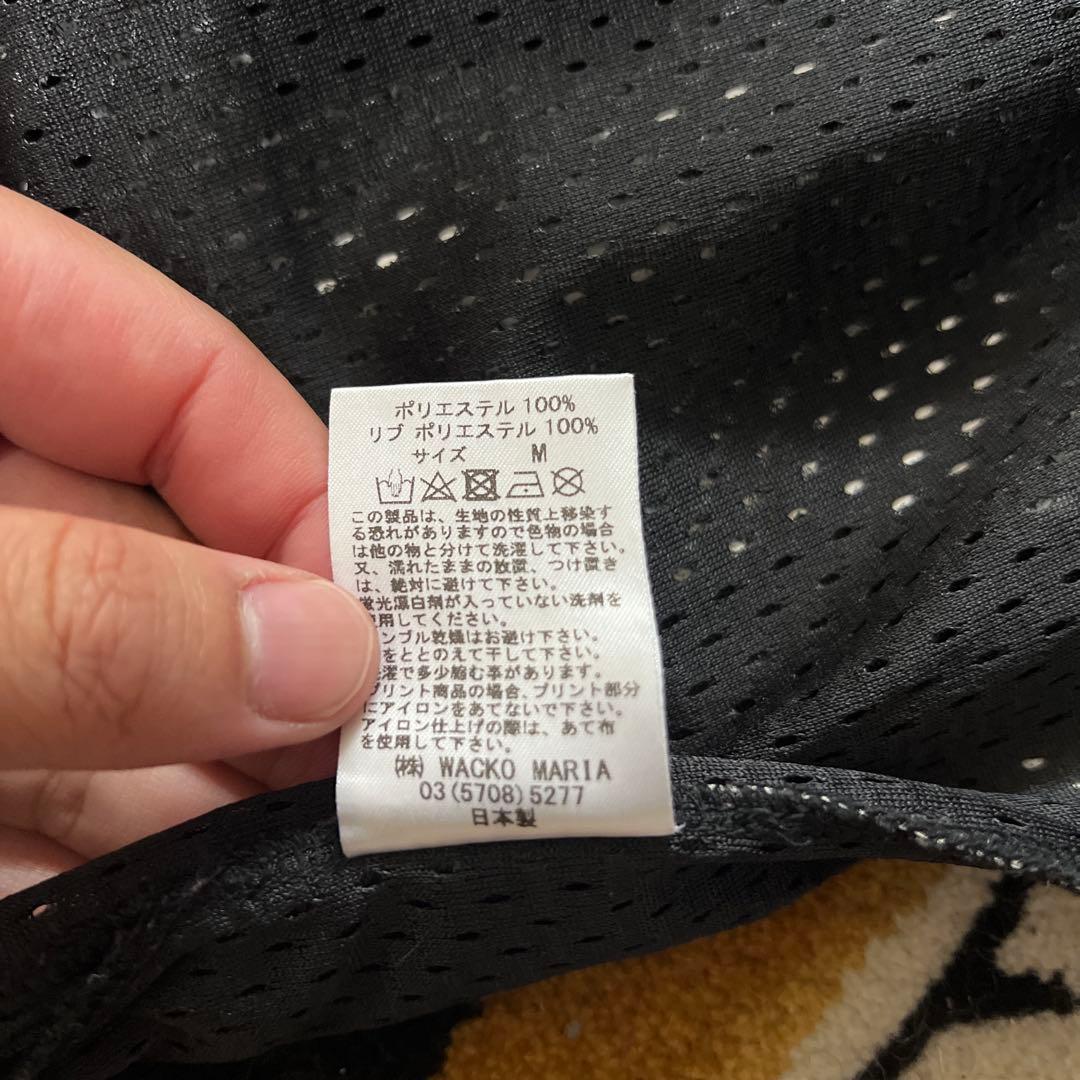 ポリエステル 100%
リブ ポリエステル 100%
サイズ M
この製品は、生地の性質上移染す
る恐れがありますので色物の場合
は他の物と分けて洗濯して下さい。
又、濡れたままの放置、つけ置き
は、絶対に避けて下さい。
蛍光漂白剤が入っていない洗剤を
使用してください。
ンブル乾燥はお避け下さい。
をととのえて干して下さい。
洗濯で多少縮む事があります。
プリント商品の場合、プリント部分
にアイロンをあてないで下さい。
アイロン仕上げの際は、あて布
を使用して下さい。
㈱ WACKO MARIA
03(5708)5277
日本製